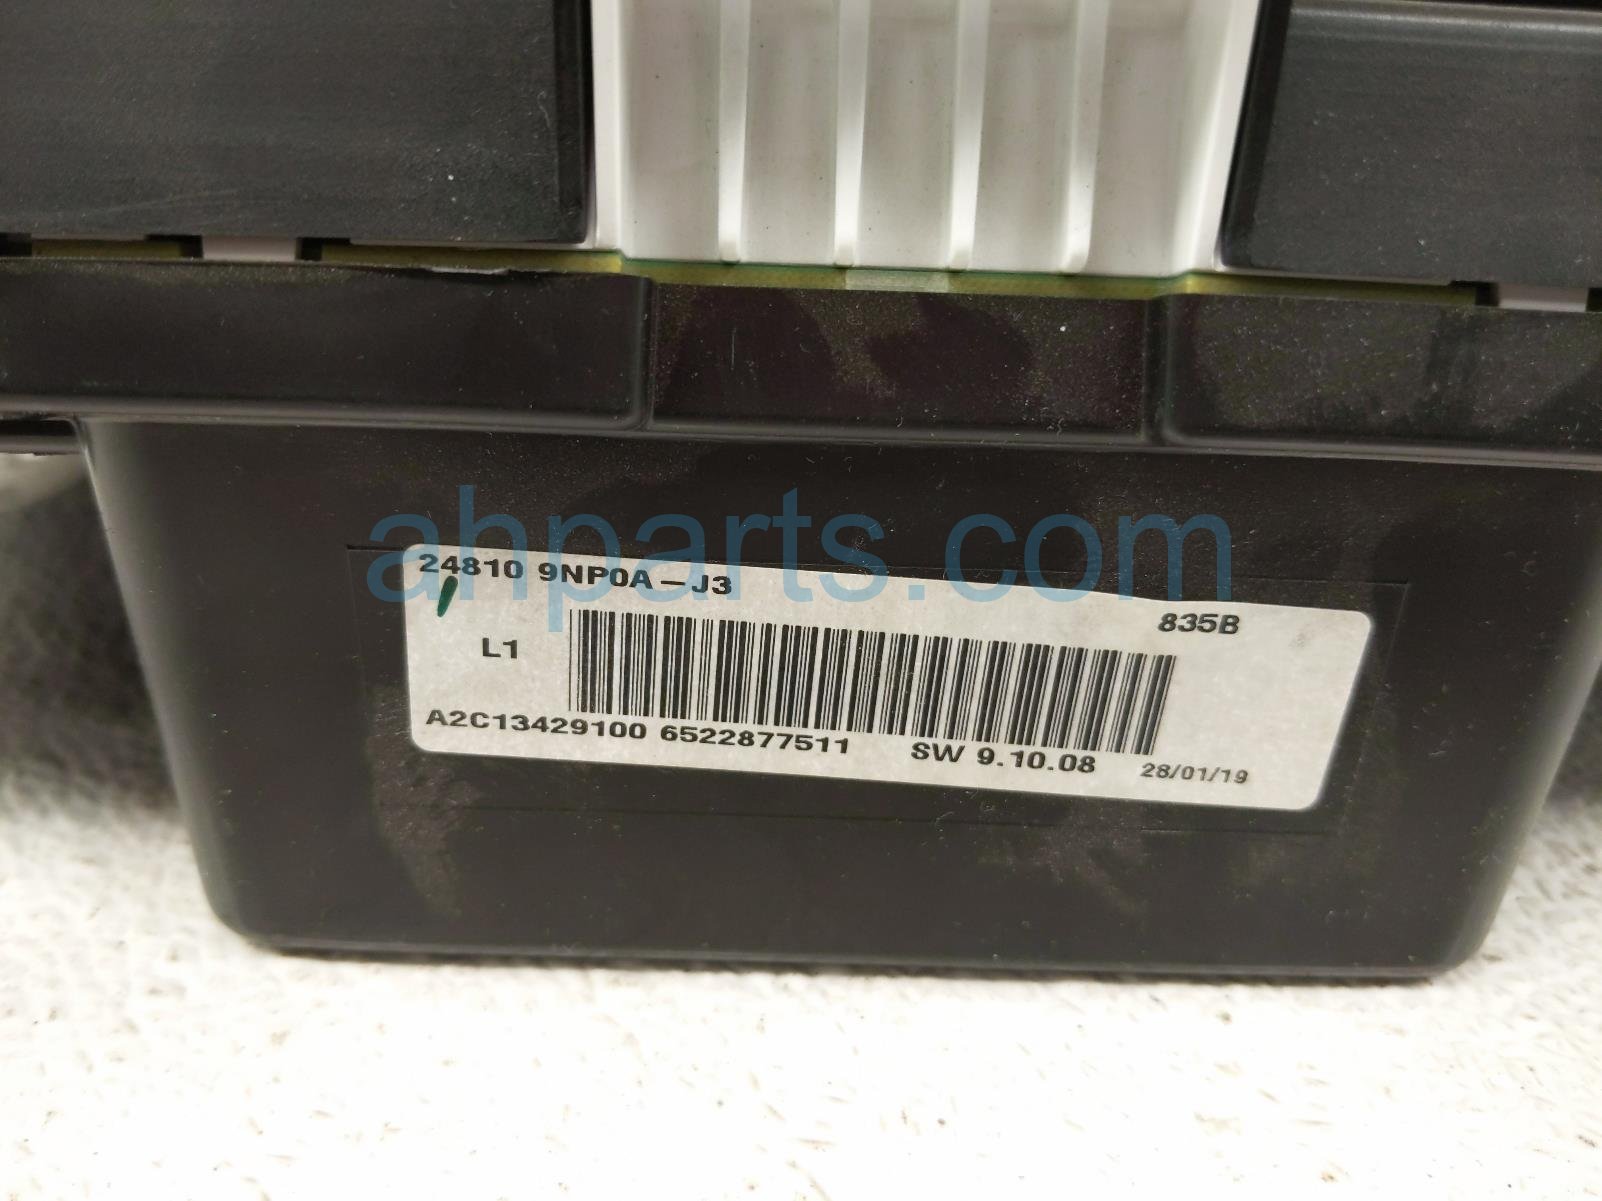 ahparts.com
24810 9NP0A-J3
835B
L1
A2C13429100 6522877511 SW 9.10.08 28/01/19